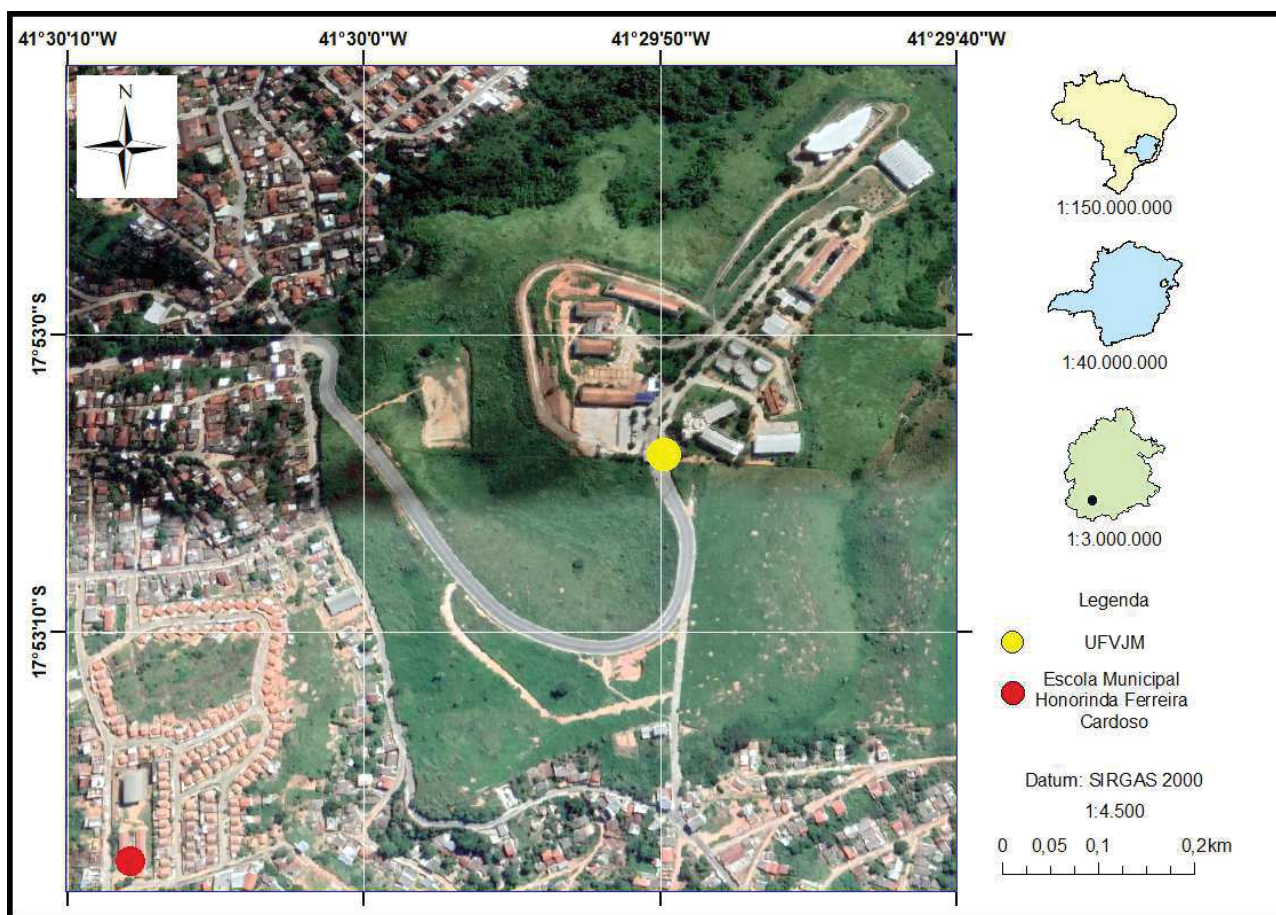 41°30'10"W
41°30'0"W
41°29'50"W
41°29'40"W
N
17°53'0"S
17°53'10"S
1:150.000.000
1:40.000.000
1:3.000.000
Legenda
UFVJM
Escola Municipal
Honorinda Ferreira
Cardoso
Datum: SIRGAS 2000
1:4.500
0 0,05 0,1 0,2km